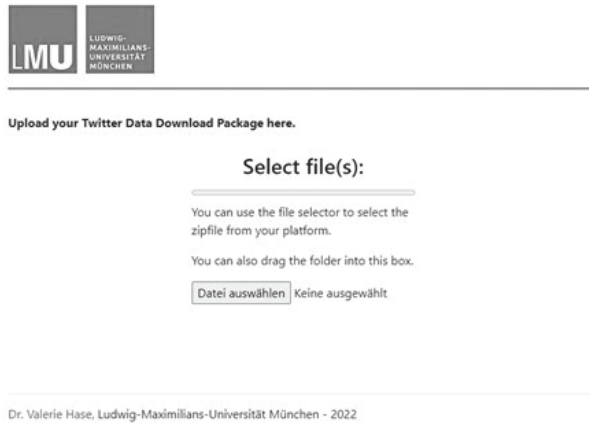 LMU
LUDWIG-
MAXIMILIANS-
UNIVERSITÄT
MÜNCHEN
Upload your Twitter Data Download Package here.
Select file(s):
You can use the file selector to select the
zipfile from your platform.
You can also drag the folder into this box.
Datei auswählen Keine ausgewählt
Dr. Valerie Hase, Ludwig-Maximilians-Universität München - 2022